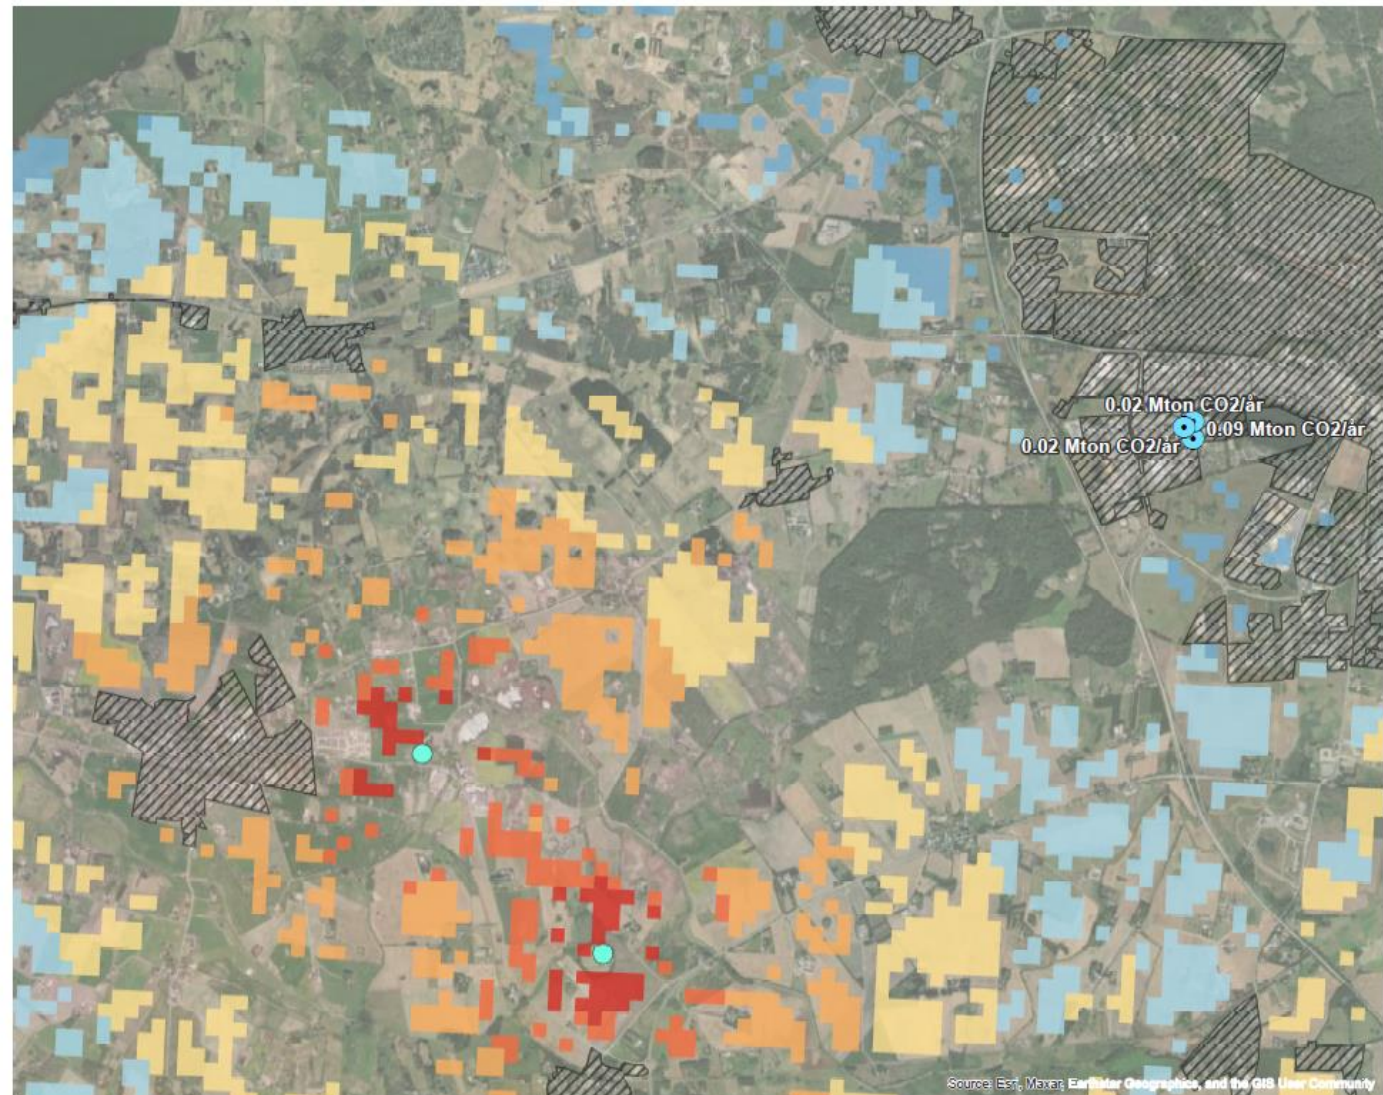 0.02 Mton CO2/år
0.09 Mton CO2/år
0.02 Mton CO2/år
Source: Esri, Maxar, Earthstar Geographics, and the GIS User Community